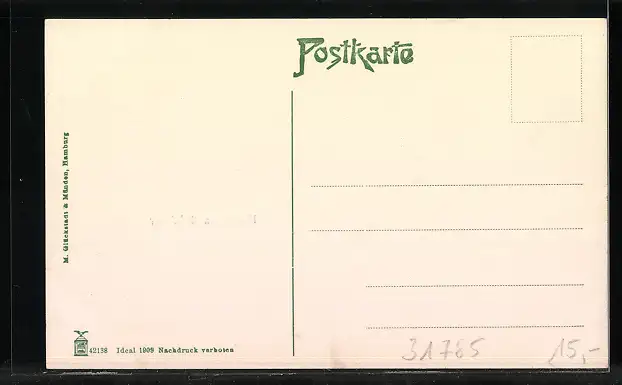 Postkarte
M. Glückstadt & Münden, Hamburg
42138 Ideal 1909 Nachdruck verboten
31785
15,-